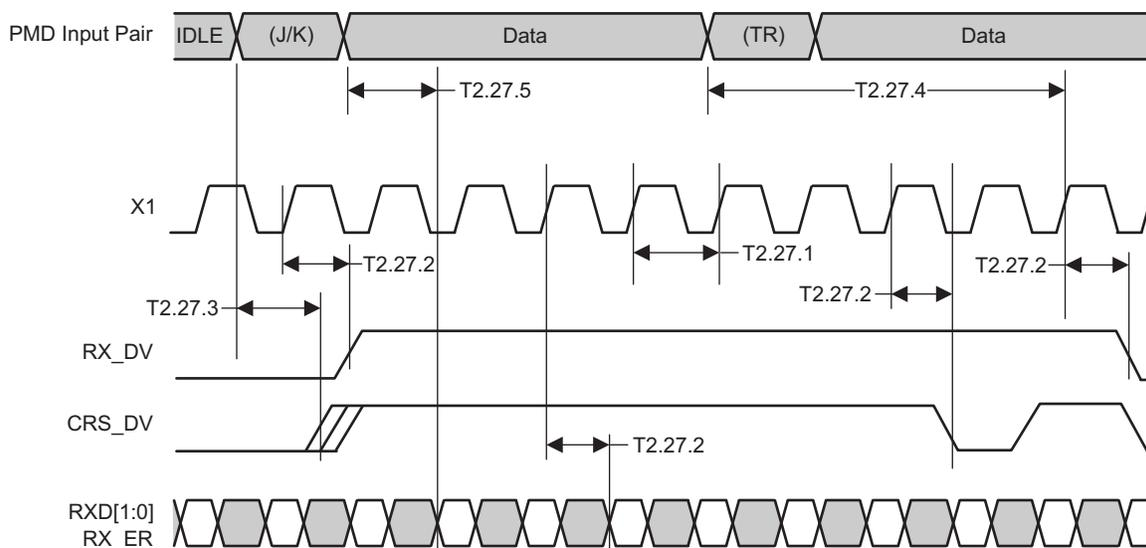 PMD Input Pair
IDLE
(J/K)
Data
(TR)
Data
T2.27.5
T2.27.4
X1
T2.27.2
T2.27.1
T2.27.2
T2.27.2
T2.27.3
RX_DV
CRS_DV
T2.27.2
RXD[1:0]
RX_ER